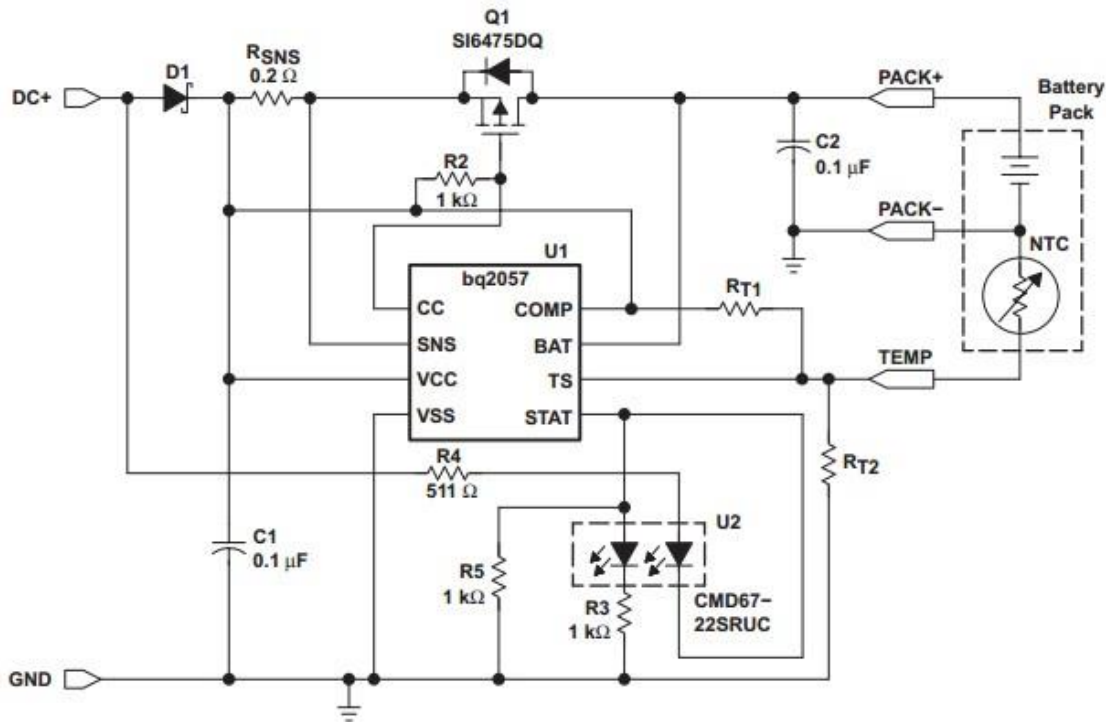 Q1
SI6475DQ
RSNS
0.2 Ω
D1
DC+
PACK+
Battery
Pack
C2
0.1 μF
R2
1 kΩ
PACK−
NTC
U1
bq2057
CC
COMP
RT1
SNS
BAT
VCC
TS
TEMP
VSS
STAT
R4
511 Ω
RT2
U2
C1
0.1 μF
R5
1 kΩ
R3
1 kΩ
CMD67−
22SRUC
GND